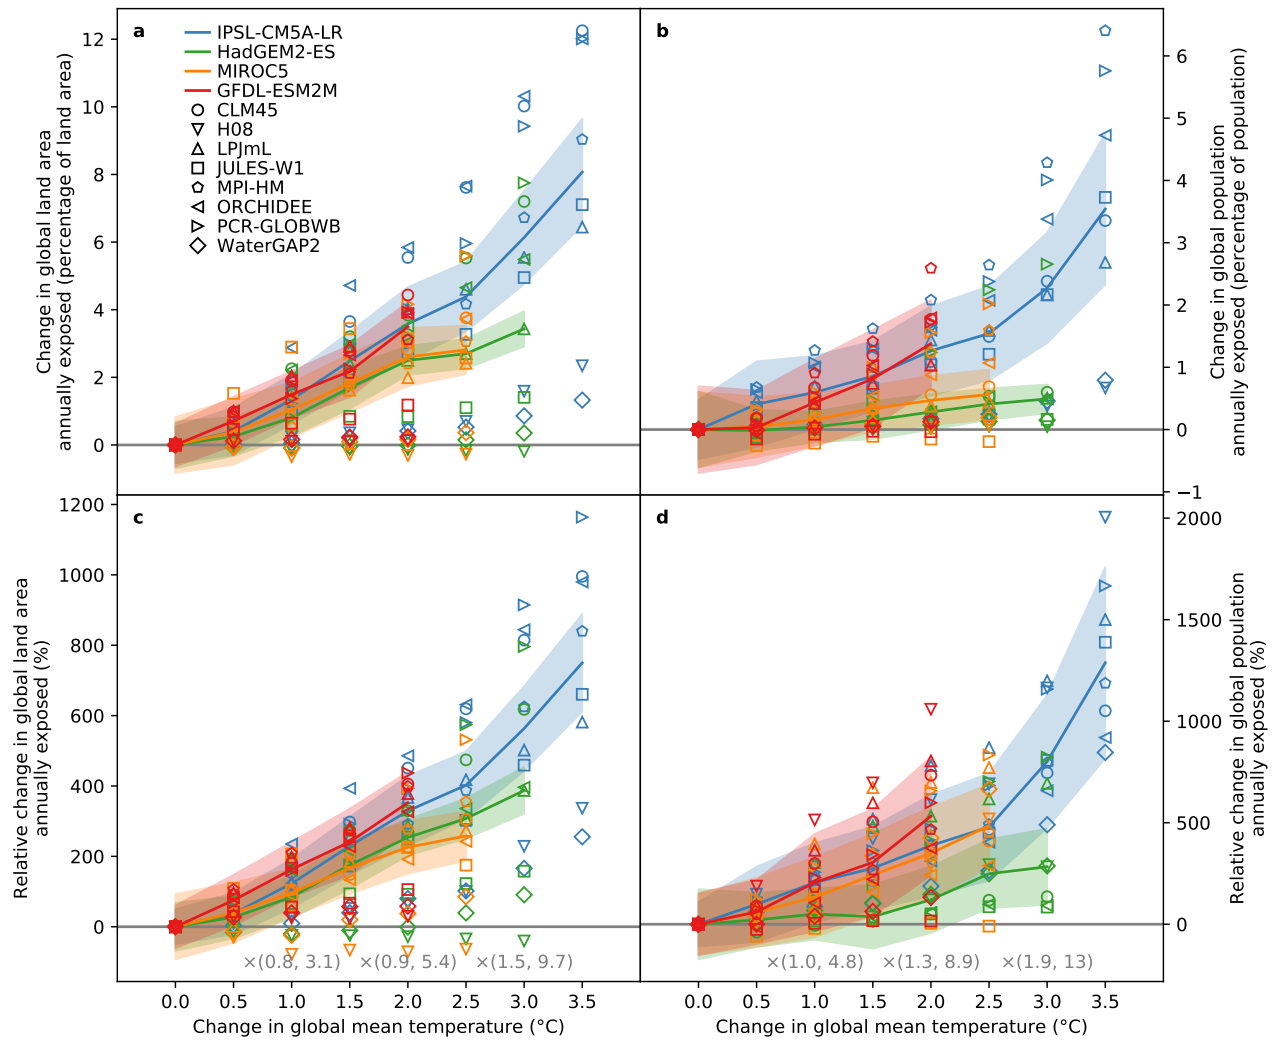 a
IPSL-CM5A-LR
HadGEM2-ES
MIROC5
GFDL-ESM2M
CLM45
H08
LPJmL
JULES-W1
MPI-HM
ORCHIDEE
PCR-GLOBWB
WaterGAP2
12
10
8
6
4
2
0
Change in global land area
annually exposed (percentage of land area)
b
6
5
4
3
2
1
0
−1
Change in global population
annually exposed (percentage of population)
c
1200
1000
800
600
400
200
0
Relative change in global land area
annually exposed (%)
×(0.8, 3.1) ×(0.9, 5.4) ×(1.5, 9.7)
0.0 0.5 1.0 1.5 2.0 2.5 3.0 3.5
Change in global mean temperature (°C)
d
2000
1500
1000
500
0
Relative change in global population
annually exposed (%)
×(1.0, 4.8) ×(1.3, 8.9) ×(1.9, 13)
0.0 0.5 1.0 1.5 2.0 2.5 3.0 3.5
Change in global mean temperature (°C)